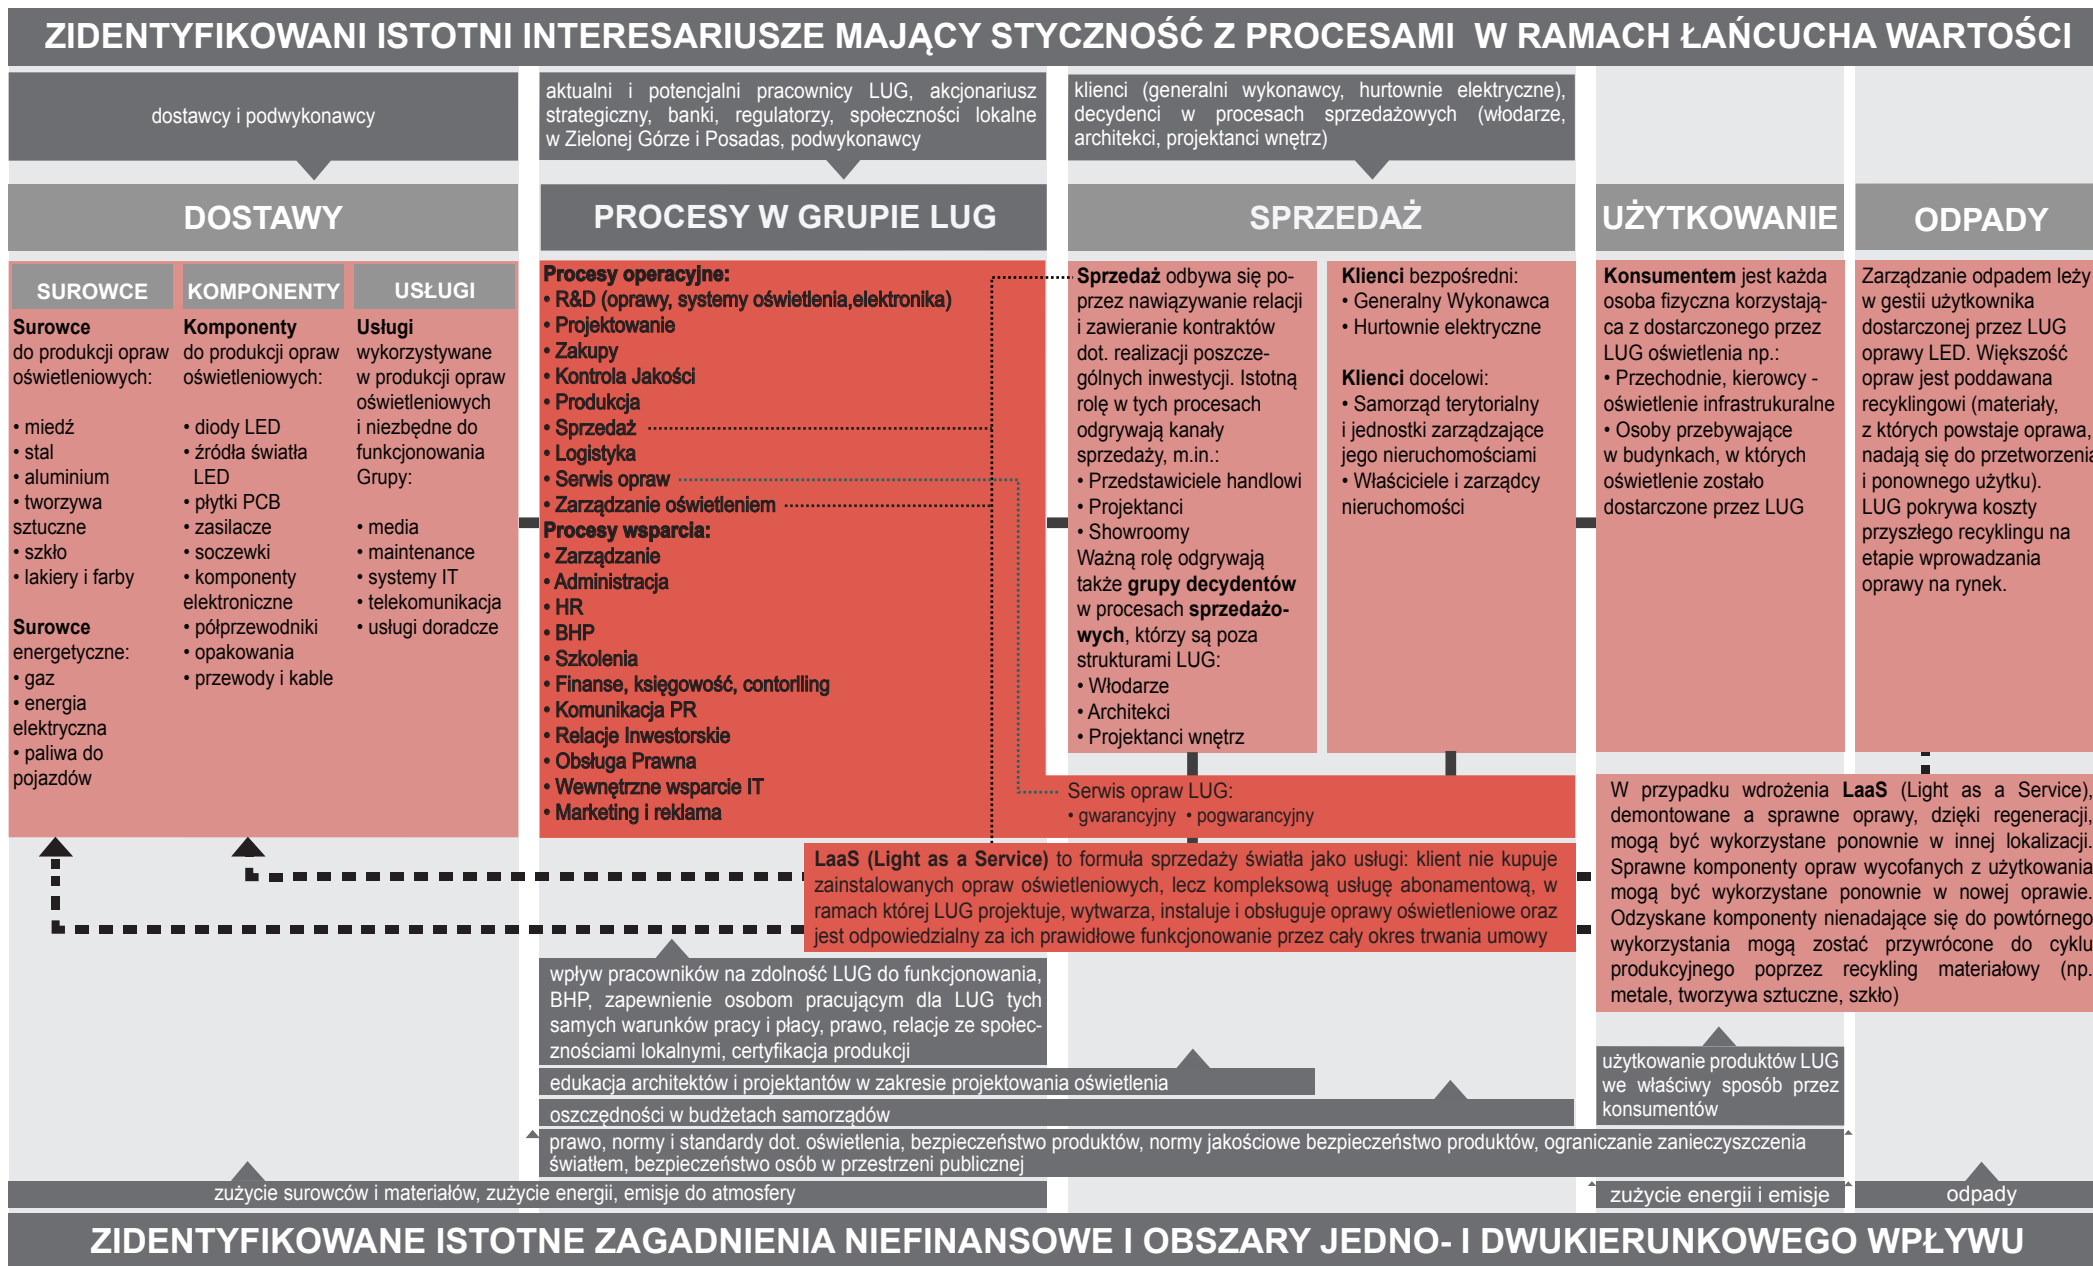 ZIDENTYFIKOWANI ISTOTNI INTERESARIUSZE MAJĄCY STYCZNOŚĆ Z PROCESAMI W RAMACH ŁAŃCUCHA WARTOŚCI
dostawcy i podwykonawcy
aktualni i potencjalni pracownicy LUG, akcjonariusz
strategiczny, banki, regulatorzy, społeczności lokalne
w Zielonej Górze i Posadas, podwykonawcy
klienci (generalni wykonawcy, hurtownie elektryczne),
decydenci w procesach sprzedażowych (włodarze,
architekci, projektanci wnętrz)
DOSTAWY
PROCESY W GRUPIE LUG
SPRZEDAŻ
UŻYTKOWANIE
ODPADY
SUROWCE
Surowce
do produkcji opraw
oświetleniowych:
• miedź
• stal
• aluminium
• tworzywa
sztuczne
• szkło
• lakiery i farby
Surowce
energetyczne:
• gaz
• energia
elektryczna
• paliwa do
pojazdów
KOMPONENTY
Komponenty
do produkcji opraw
oświetleniowych:
• diody LED
• źródła światła
LED
• płytki PCB
• zasilacze
• soczewki
• komponenty
elektroniczne
• półprzewodniki
• opakowania
• przewody i kable
USŁUGI
Usługi
wykorzystywane
w produkcji opraw
oświetleniowych
i niezbędne do
funkcjonowania
Grupy:
• media
• maintenance
• systemy IT
• telekomunikacja
• usługi doradcze
Procesy operacyjne:
• R&D (oprawy, systemy oświetlenia,elektronika)
• Projektowanie
• Zakupy
• Kontrola Jakości
• Produkcja
• Sprzedaż
• Logistyka
• Serwis opraw
• Zarządzanie oświetleniem
Procesy wsparcia:
• Zarządzanie
• Administracja
• HR
• BHP
• Szkolenia
• Finanse, księgowość, contorlling
• Komunikacja PR
• Relacje Inwestorskie
• Obsługa Prawna
• Wewnętrzne wsparcie IT
• Marketing i reklama
Sprzedaż odbywa się po-
przez nawiązywanie relacji
i zawieranie kontraktów
dot. realizacji poszcze-
gólnych inwestycji. Istotną
rolę w tych procesach
odgrywają kanały
sprzedaży, m.in.:
• Przedstawiciele handlowi
• Projektanci
• Showroomy
Ważną rolę odgrywają
także grupy decydentów
w procesach sprzedażo-
wych, którzy są poza
strukturami LUG:
• Włodarze
• Architekci
• Projektanci wnętrz
Klienci bezpośredni:
• Generalny Wykonawca
• Hurtownie elektryczne
Klienci docelowi:
• Samorząd terytorialny
i jednostki zarządzające
jego nieruchomościami
• Właściciele i zarządcy
nieruchomości
Konsumentem jest każda
osoba fizyczna korzystają-
ca z dostarczonego przez
LUG oświetlenia np.:
• Przechodnie, kierowcy -
oświetlenie infrastrukuralne
• Osoby przebywające
w budynkach, w których
oświetlenie zostało
dostarczone przez LUG
Zarządzanie odpadem leży
w gestii użytkownika
dostarczonej przez LUG
oprawy LED. Większość
opraw jest poddawana
recyklingowi (materiały,
z których powstaje oprawa,
nadają się do przetworzenia
i ponownego użytku).
LUG pokrywa koszty
przyszłego recyklingu na
etapie wprowadzania
oprawy na rynek.
Serwis opraw LUG:
• gwarancyjny • pogwarancyjny
LaaS (Light as a Service) to formuła sprzedaży światła jako usługi: klient nie kupuje
zainstalowanych opraw oświetleniowych, lecz kompleksową usługę abonamentową, w
ramach której LUG projektuje, wytwarza, instaluje i obsługuje oprawy oświetleniowe oraz
jest odpowiedzialny za ich prawidłowe funkcjonowanie przez cały okres trwania umowy
W przypadku wdrożenia LaaS (Light as a Service),
demontowane a sprawne oprawy, dzięki regeneracji,
mogą być wykorzystane ponownie w innej lokalizacji.
Sprawne komponenty opraw wycofanych z użytkowania
mogą być wykorzystane ponownie w nowej oprawie.
Odzyskane komponenty nienadające się do powtórnego
wykorzystania mogą zostać przywrócone do cyklu
produkcyjnego poprzez recykling materiałowy (np.
metale, tworzywa sztuczne, szkło)
wpływ pracowników na zdolność LUG do funkcjonowania,
BHP, zapewnienie osobom pracującym dla LUG tych
samych warunków pracy i płacy, prawo, relacje ze społec-
znościami lokalnymi, certyfikacja produkcji
edukacja architektów i projektantów w zakresie projektowania oświetlenia
oszczędności w budżetach samorządów
użytkowanie produktów LUG
we właściwy sposób przez
konsumentów
prawo, normy i standardy dot. oświetlenia, bezpieczeństwo produktów, normy jakościowe bezpieczeństwo produktów, ograniczanie zanieczyszczenia
światłem, bezpieczeństwo osób w przestrzeni publicznej
zużycie surowców i materiałów, zużycie energii, emisje do atmosfery
zużycie energii i emisje
odpady
ZIDENTYFIKOWANE ISTOTNE ZAGADNIENIA NIEFINANSOWE I OBSZARY JEDNO- I DWUKIERUNKOWEGO WPŁYWU